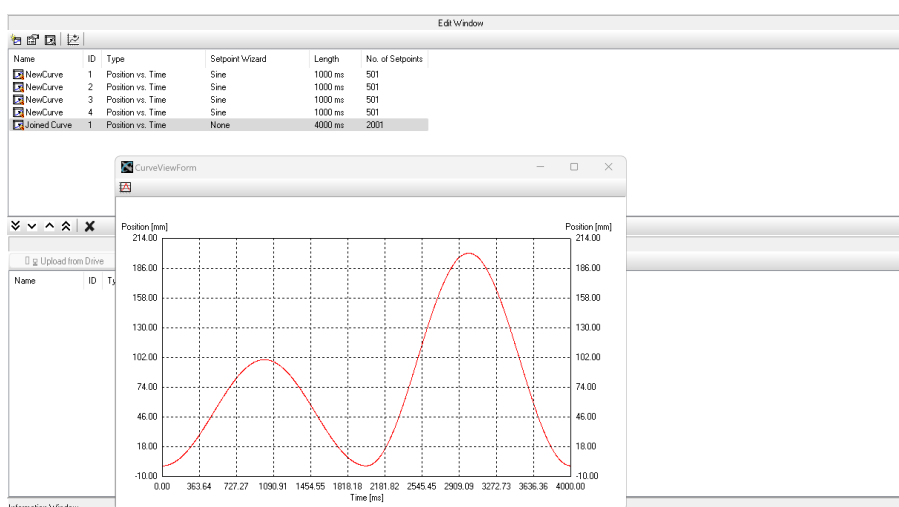 Edit Window
Name ID Type Setpoint Wizard Length No. of Setpoints
NewCurve 1 Position vs. Time Sine 1000 ms 501
NewCurve 2 Position vs. Time Sine 1000 ms 501
NewCurve 3 Position vs. Time Sine 1000 ms 501
NewCurve 4 Position vs. Time Sine 1000 ms 501
Joined Curve 1 Position vs. Time None 4000 ms 2001
CurveViewForm
Position [mm] Position [mm]
214.00 214.00
Upload from Drive
186.00 186.00
Name ID
158.00 158.00
130.00 130.00
102.00 102.00
74.00 74.00
46.00 46.00
18.00 18.00
-10.00 -10.00
0.00 363.64 727.27 1090.91 1454.55 1818.18 2181.82 2545.45 2909.09 3272.73 3636.36 4000.00
Time [ms]